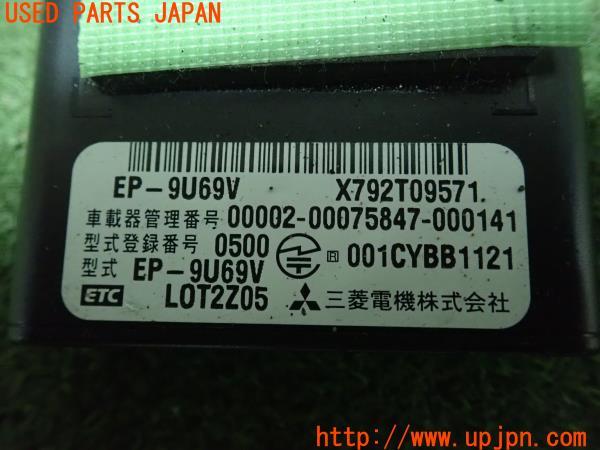 USED PARTS JAPAN
EP-9U69V X792T09571
車載器管理番号 00002-00075847-000141
型式登録番号 0500 R 001CYBB1121
型式 EP-9U69V
ETC LOT2Z05 三菱電機株式会社
(C) www.upjpn.com